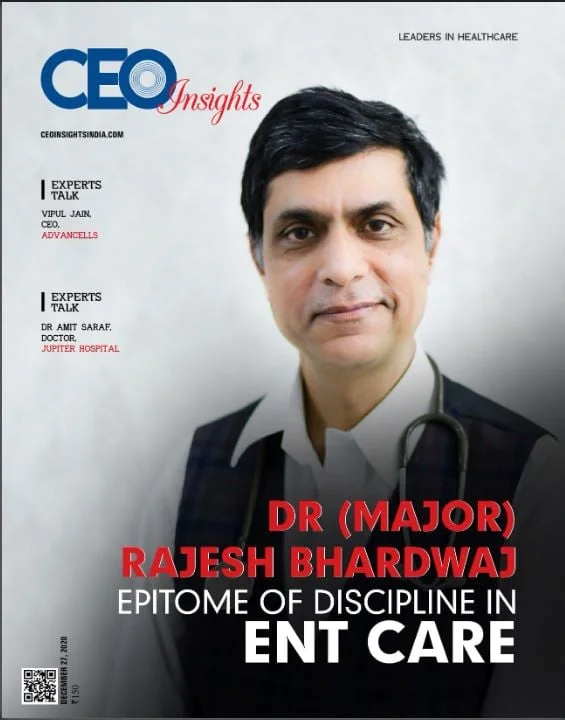 LEADERS IN HEALTHCARE
CEO Insights
CEOINSIGHTSINDIA.COM
EXPERTS
TALK
VIPUL JAIN,
CEO,
ADVANCELLS
EXPERTS
TALK
DR AMIT SARAF,
DOCTOR,
JUPITER HOSPITAL
DR (MAJOR)
RAJESH BHARDWAJ
EPITOME OF DISCIPLINE IN
ENT CARE
DECEMBER 27, 2020
₹150